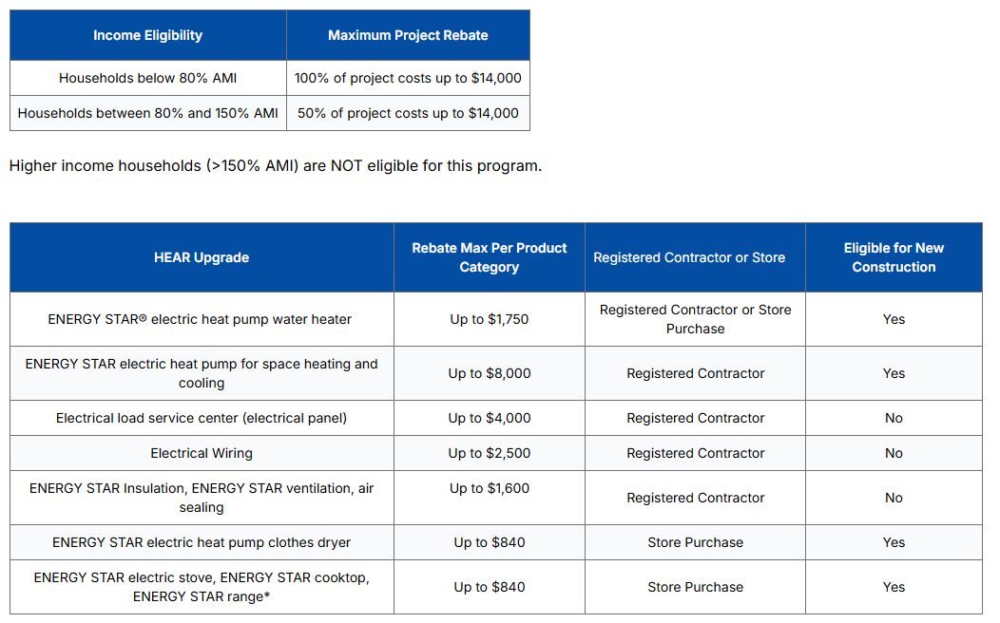 Income Eligibility
Maximum Project Rebate
Households below 80% AMI
100% of project costs up to $14,000
Households between 80% and 150% AMI
50% of project costs up to $14,000
Higher income households (>150% AMI) are NOT eligible for this program.
HEAR Upgrade
Rebate Max Per Product
Category
Registered Contractor or Store
Eligible for New
Construction
ENERGY STAR® electric heat pump water heater
Up to $1,750
Registered Contractor or Store
Purchase
Yes
ENERGY STAR electric heat pump for space heating and
cooling
Up to $8,000
Registered Contractor
Yes
Electrical load service center (electrical panel)
Up to $4,000
Registered Contractor
No
Electrical Wiring
Up to $2,500
Registered Contractor
No
ENERGY STAR Insulation, ENERGY STAR ventilation, air
sealing
Up to $1,600
Registered Contractor
No
ENERGY STAR electric heat pump clothes dryer
Up to $840
Store Purchase
Yes
ENERGY STAR electric stove, ENERGY STAR cooktop,
ENERGY STAR range*
Up to $840
Store Purchase
Yes